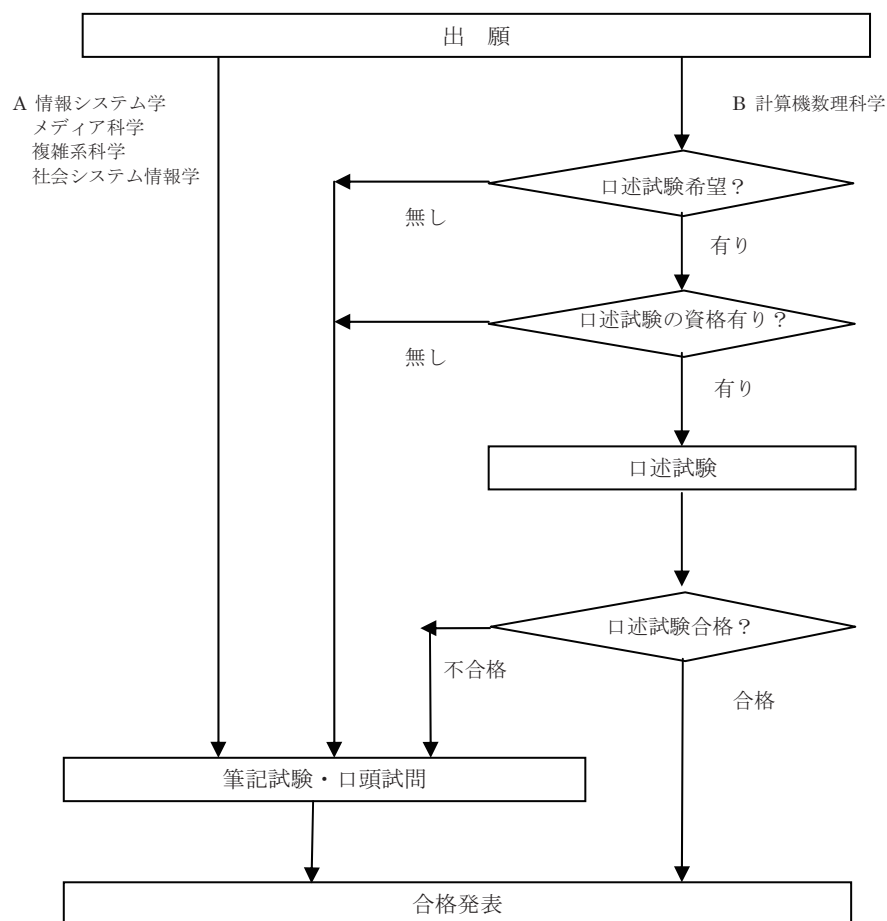 出 願
A 情報システム学
メディア科学
複雑系科学
社会システム情報学
B 計算機数理科学
口述試験希望？
無し
有り
口述試験の資格有り？
無し
有り
口述試験
口述試験合格？
不合格
合格
筆記試験・口頭試問
合格発表